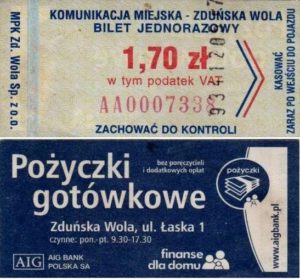 MPK Zd. Wola Sp. z o.o.
KOMUNIKACJA MIEJSKA - ZDUŃSKA WOLA
BILET JEDNORAZOWY
1,70 zł
w tym podatek VAT
AA0007338
ZACHOWAĆ DO KONTROLI
KASOWAĆ
ZARAZ PO WEJŚCIU DO POJAZDU
Pożyczki
gotówkowe
bez poręczycieli
i dodatkowych opłat
pożyczki
Zduńska Wola, ul. Łaska 1
czynne: pon.-pt. 9.30-17.30
AIG AIG BANK
POLSKA SA
finanse
dla domu
www.aigbank.pl